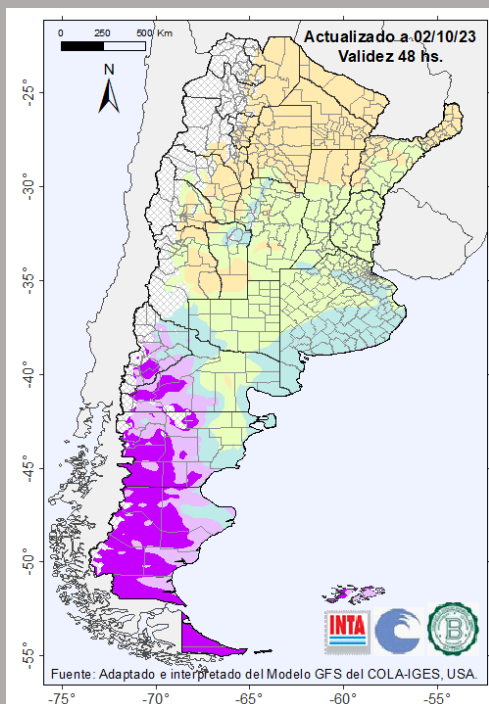 0 250 500 Km
Actualizado a 02/10/23
Validez 48 hs.
N
-25°
-30°
-35°
-40°
-45°
-50°
-55°
INTA
B
Fuente: Adaptado e interpretado del Modelo GFS del COLA-IGES, USA.
-75° -70° -65° -60° -55°